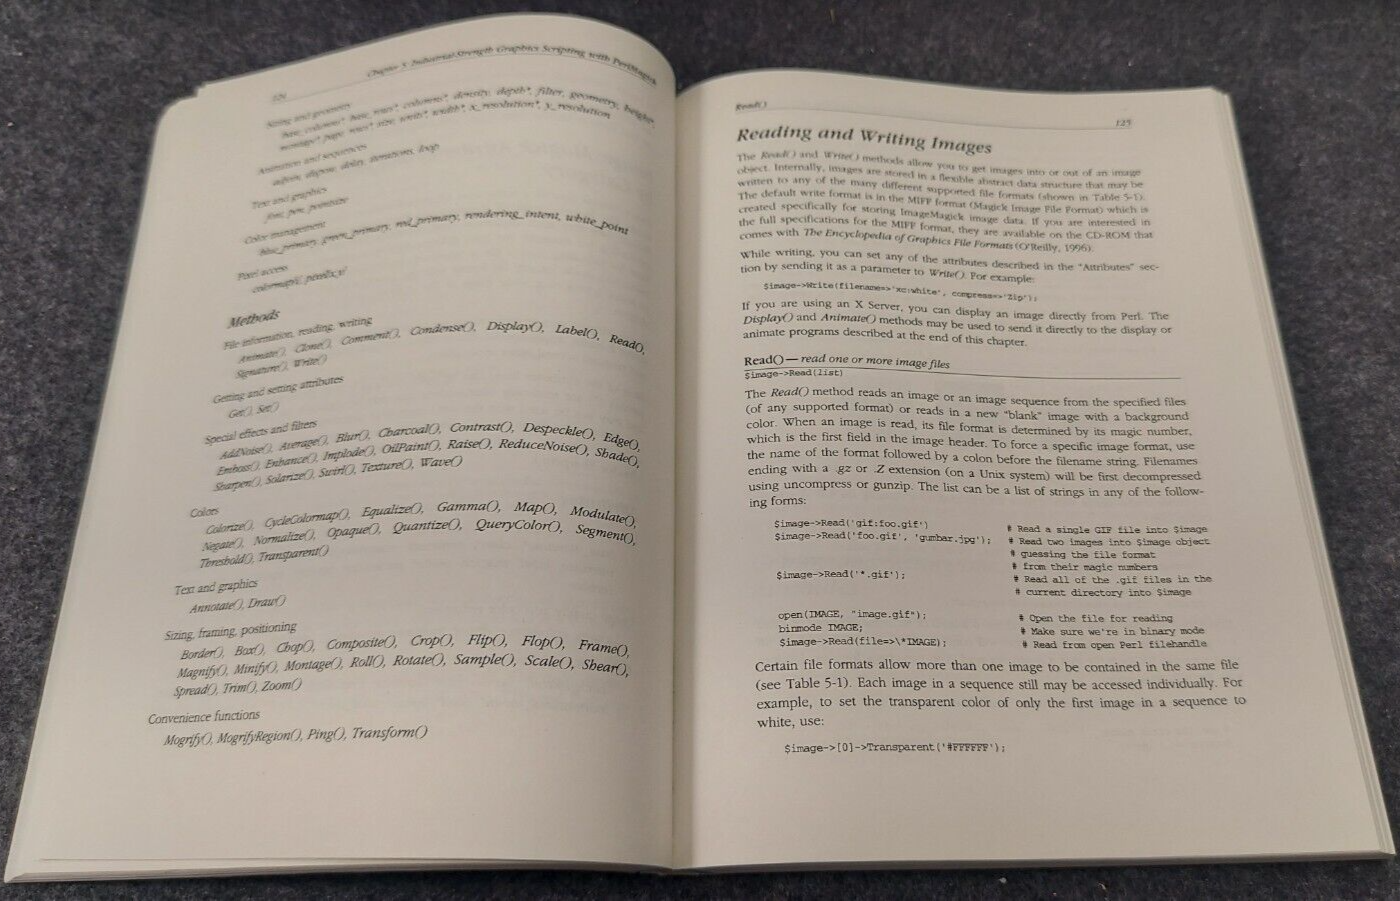 124
Chapter 5: Industrial-Strength Graphics Scripting with PerlMagick
Sizing and geometry
base_columns*, base_rows*, columns*, density, depth*, filter, geometry, height*,
montage*, page, rows*, size, units*, width*, x_resolution*, y_resolution
Animation and sequences
adjoin, dispose, delay, iterations, loop
Text and graphics
font, pen, pointsize
Color management
blue_primary, green_primary, red_primary, rendering_intent, white_point
Pixel access
Methods
File information, reading, writing
Animate(), Clone(), Comment(), Condense(), Display(), Label(), Read(),
Signature(), Write()
Getting and setting attributes
Get(), Set()
Special effects and filters
AddNoise(), Average(), Blur(), Charcoal(), Contrast(), Despeckle(), Edge(),
Emboss(), Enhance(), Implode(), OilPaint(), Raise(), ReduceNoise(), Shade(),
Sharpen(), Solarize(), Swirl(), Texture(), Wave()
Colors
Colorize(), CycleColormap(), Equalize(), Gamma(), Map(), Modulate(),
Negate(), Normalize(), Opaque(), Quantize(), QueryColor(), Segment(),
Threshold(), Transparent()
Text and graphics
Annotate(), Draw()
Sizing, framing, positioning
Border(), Box(), Chop(), Composite(), Crop(), Flip(), Flop(), Frame(),
Magnify(), Minify(), Montage(), Roll(), Rotate(), Sample(), Scale(), Shear(),
Spread(), Trim(), Zoom()
Convenience functions
Mogrify(), MogrifyRegion(), Ping(), Transform()
Read()
125
Reading and Writing Images
The Read() and Write() methods allow you to get images into or out of an image
object. Internally, images are stored in a flexible abstract data structure that may be
written to any of the many different supported file formats (shown in Table 5-1).
The default write format is in the MIFF format (Magick Image File Format) which is
created specifically for storing ImageMagick image data. If you are interested in
the full specifications for the MIFF format, they are available on the CD-ROM that
comes with The Encyclopedia of Graphics File Formats (O'Reilly, 1996).
While writing, you can set any of the attributes described in the "Attributes" sec-
tion by sending it as a parameter to Write(). For example:
$image->Write(filename=>'xc:white', compress=>'Zip');
If you are using an X Server, you can display an image directly from Perl. The
Display() and Animate() methods may be used to send it directly to the display or
animate programs described at the end of this chapter.
Read() — read one or more image files
$image->Read(list)
The Read() method reads an image or an image sequence from the specified files
(of any supported format) or reads in a new "blank" image with a background
color. When an image is read, its file format is determined by its magic number,
which is the first field in the image header. To force a specific image format, use
the name of the format followed by a colon before the filename string. Filenames
ending with a .gz or .Z extension (on a Unix system) will be first decompressed
using uncompress or gunzip. The list can be a list of strings in any of the follow-
ing forms:
$image->Read('gif:foo.gif') # Read a single GIF file into $image
$image->Read('foo.gif', 'gumbar.jpg'); # Read two images into $image object
# guessing the file format
# from their magic numbers
$image->Read('*.gif'); # Read all of the .gif files in the
# current directory into $image
open(IMAGE, "image.gif"); # Open the file for reading
binmode IMAGE; # Make sure we're in binary mode
$image->Read(file=>\*IMAGE); # Read from open Perl filehandle
Certain file formats allow more than one image to be contained in the same file
(see Table 5-1). Each image in a sequence still may be accessed individually. For
example, to set the transparent color of only the first image in a sequence to
white, use:
$image->[0]->Transparent('#FFFFFF');